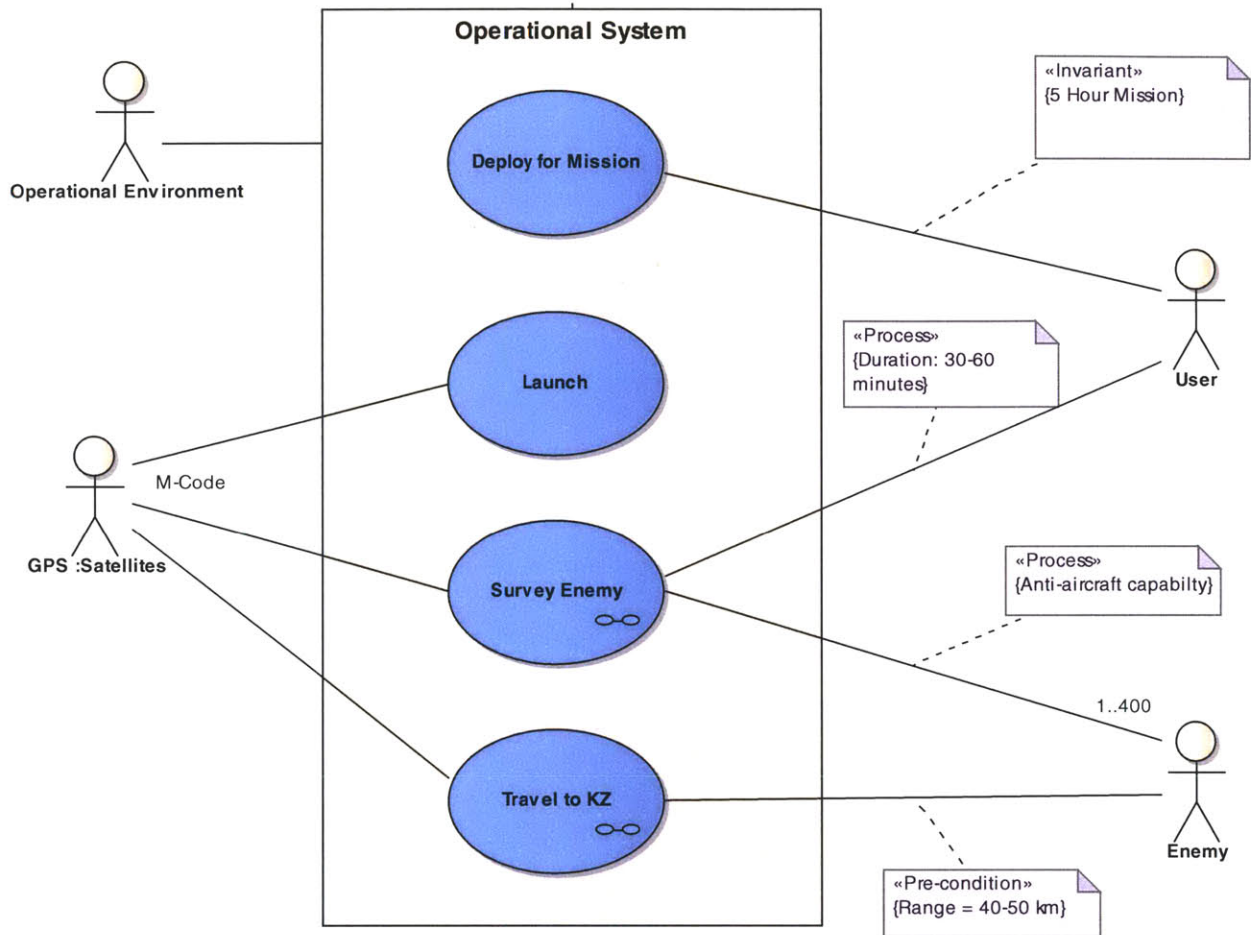 Operational System
«Invariant»
{5 Hour Mission}
Operational Environment
Deploy for Mission
User
«Process»
{Duration: 30-60
minutes}
Launch
M-Code
GPS :Satellites
Survey Enemy
«Process»
{Anti-aircraft capabilty}
1..400
Travel to KZ
Enemy
«Pre-condition»
{Range = 40-50 km}